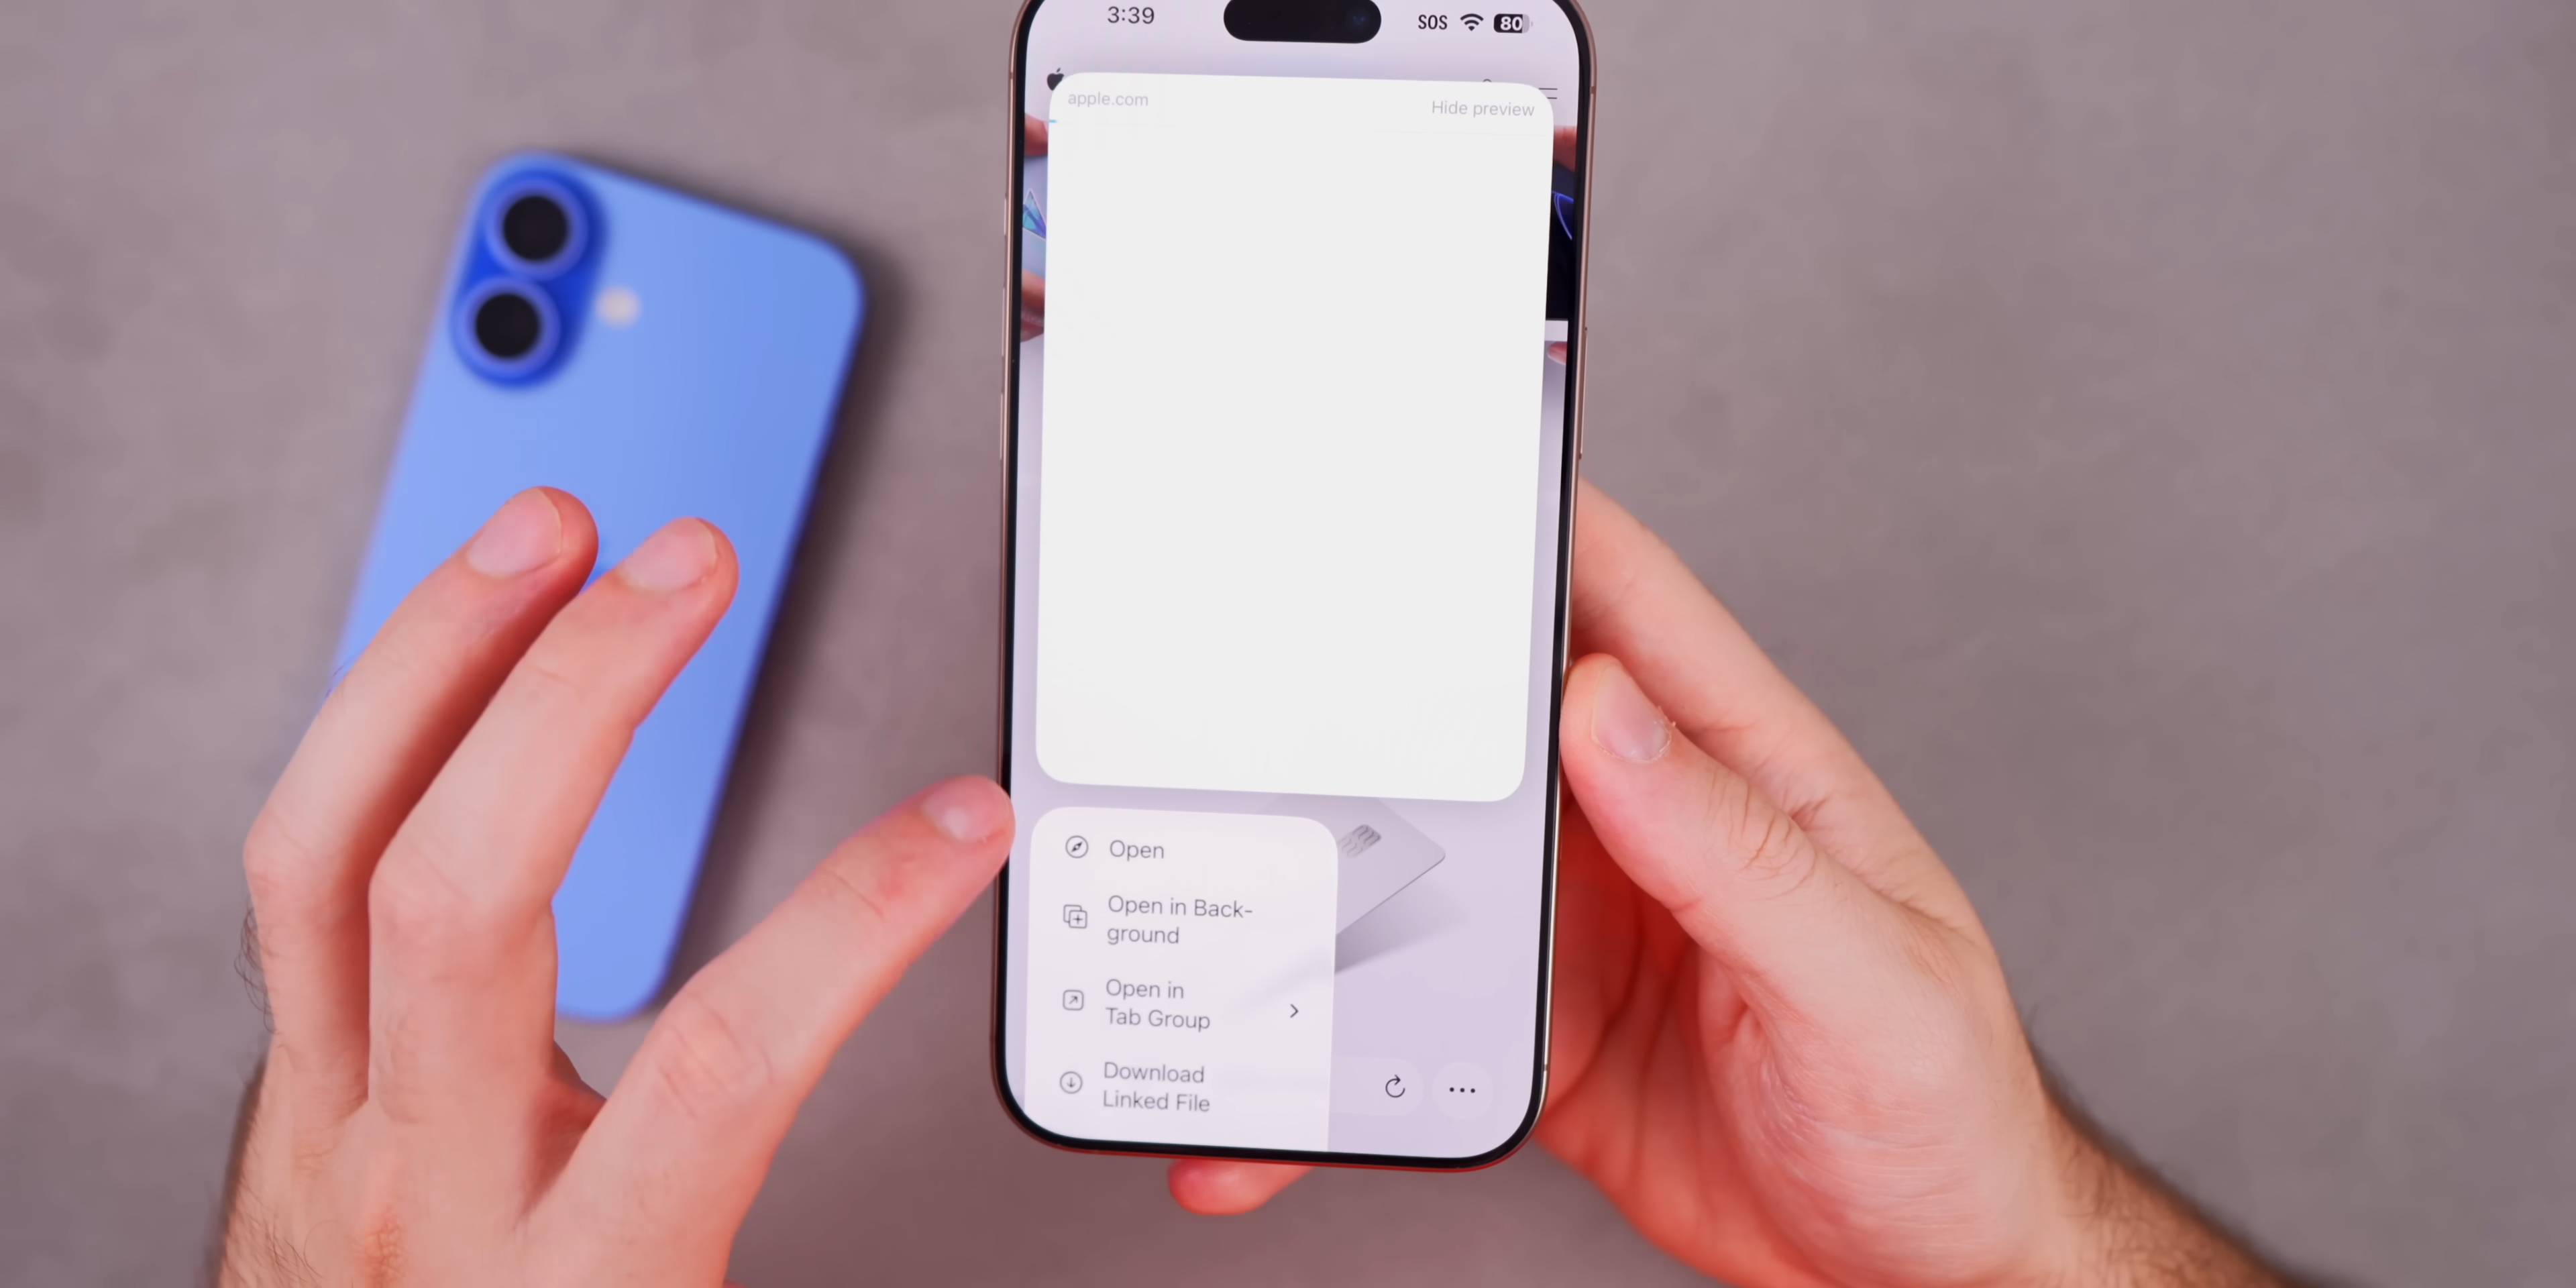 3:39
SOS
80
apple.com
Hide preview
Open
Open in Back-
ground
Open in
Tab Group
Download
Linked File